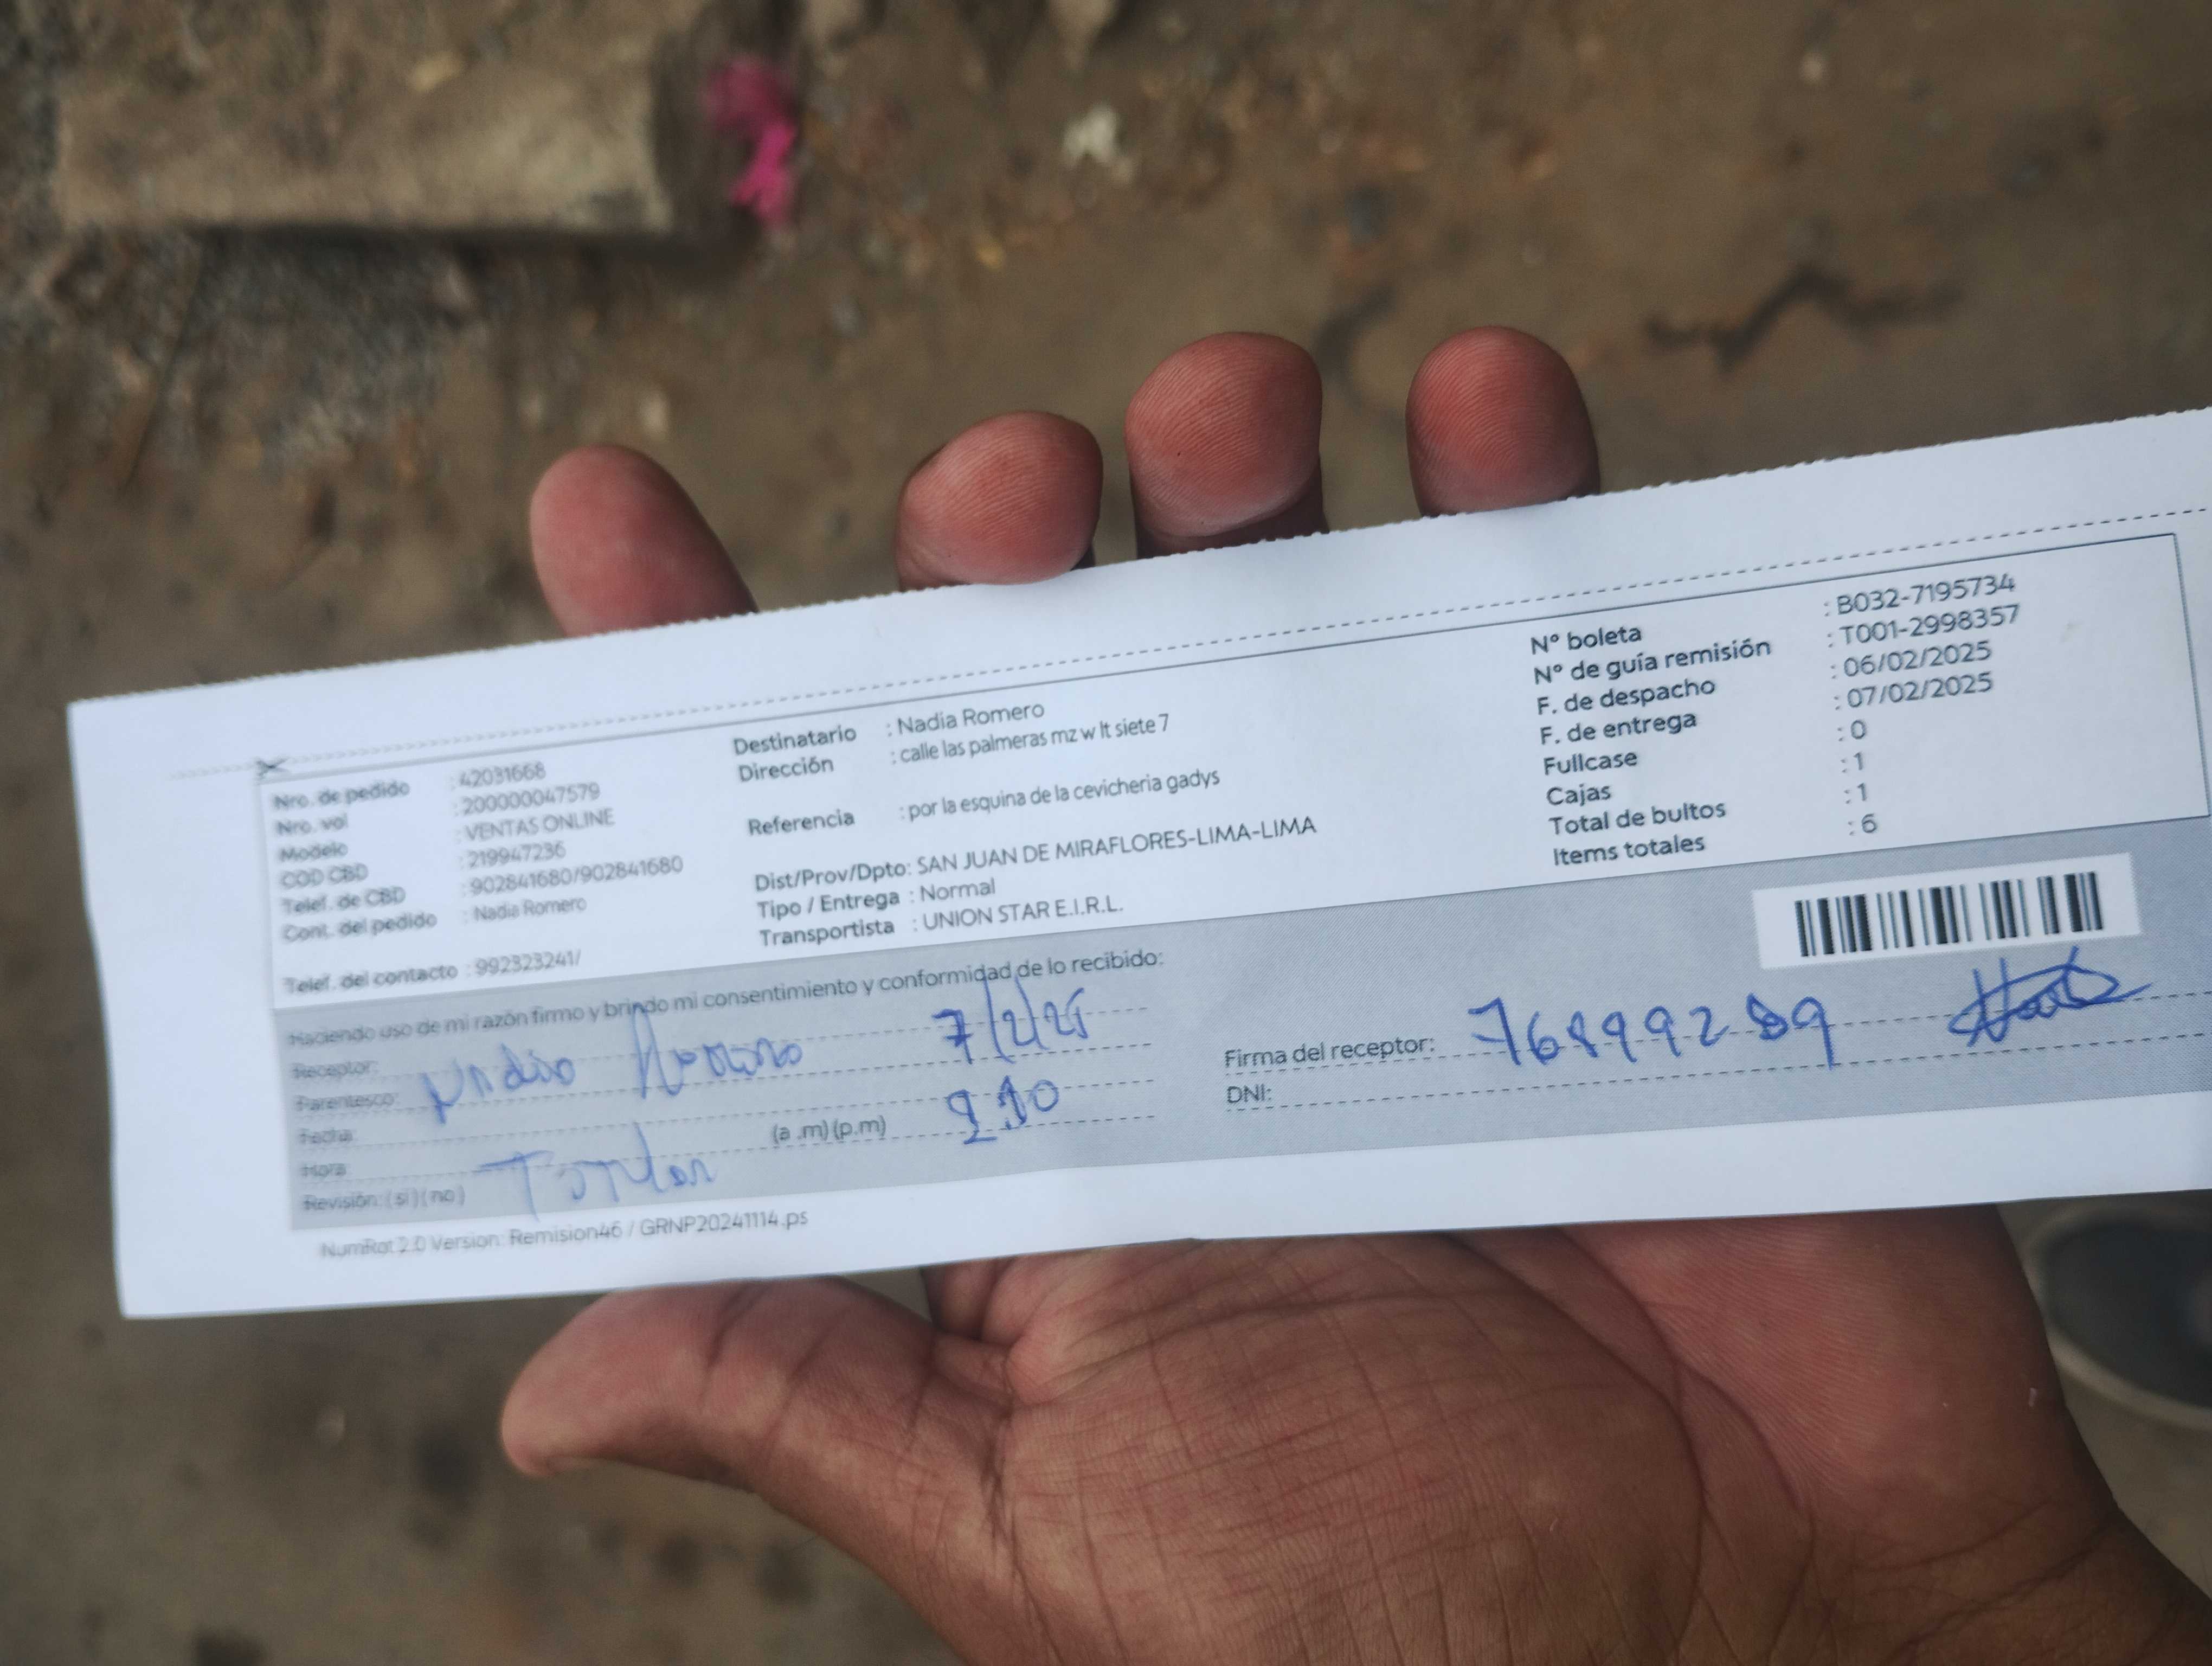 Nro. de pedido : 42031668
Nro. vol : 200000047579
Modelo : VENTAS ONLINE
COD CBD : 219947236
Telef. de CBD : 902841680/902841680
Cont. del pedido : Nadia Romero
Telef. del contacto : 992323241/
Destinatario : Nadia Romero
Dirección : calle las palmeras mz w lt siete 7
Referencia : por la esquina de la cevicheria gadys
Dist/Prov/Dpto: SAN JUAN DE MIRAFLORES-LIMA-LIMA
Tipo / Entrega : Normal
Transportista : UNION STAR E.I.R.L.
N° boleta : B032-7195734
N° de guía remisión : T001-2998357
F. de despacho : 06/02/2025
F. de entrega : 07/02/2025
Fullcase : 0
Cajas : 1
Total de bultos : 1
Items totales : 6
Haciendo uso de mi razón firmo y brindo mi consentimiento y conformidad de lo recibido:
Receptor:
Parentesco: Nadia Romero 7/2/25
Fecha:
Hora (a .m) (p.m)
Revisión: (si) (no) Titular
Firma del receptor:
DNI:
NumRot 2.0 Version: Remision46 / GRNP20241114.ps